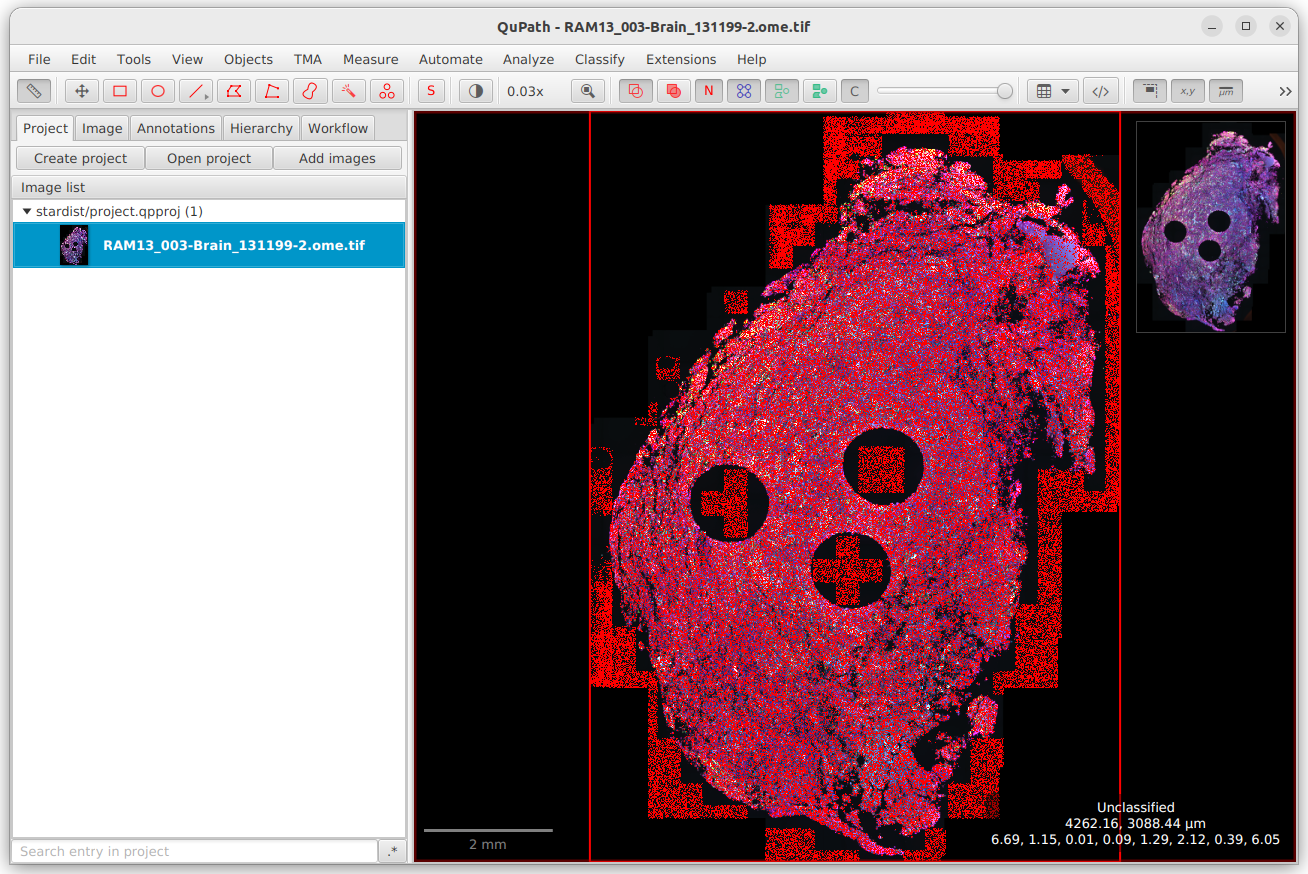 QuPath - RAM13_003-Brain_131199-2.ome.tif
File Edit Tools View Objects TMA Measure Automate Analyze Classify Extensions Help
S 0.03x N C </> x,y μm >>
Project Image Annotations Hierarchy Workflow
Create project Open project Add images
Image list
stardist/project.qpproj (1)
RAM13_003-Brain_131199-2.ome.tif
Unclassified
4262.16, 3088.44 μm
6.69, 1.15, 0.01, 0.09, 1.29, 2.12, 0.39, 6.05
2 mm
Search entry in project .*